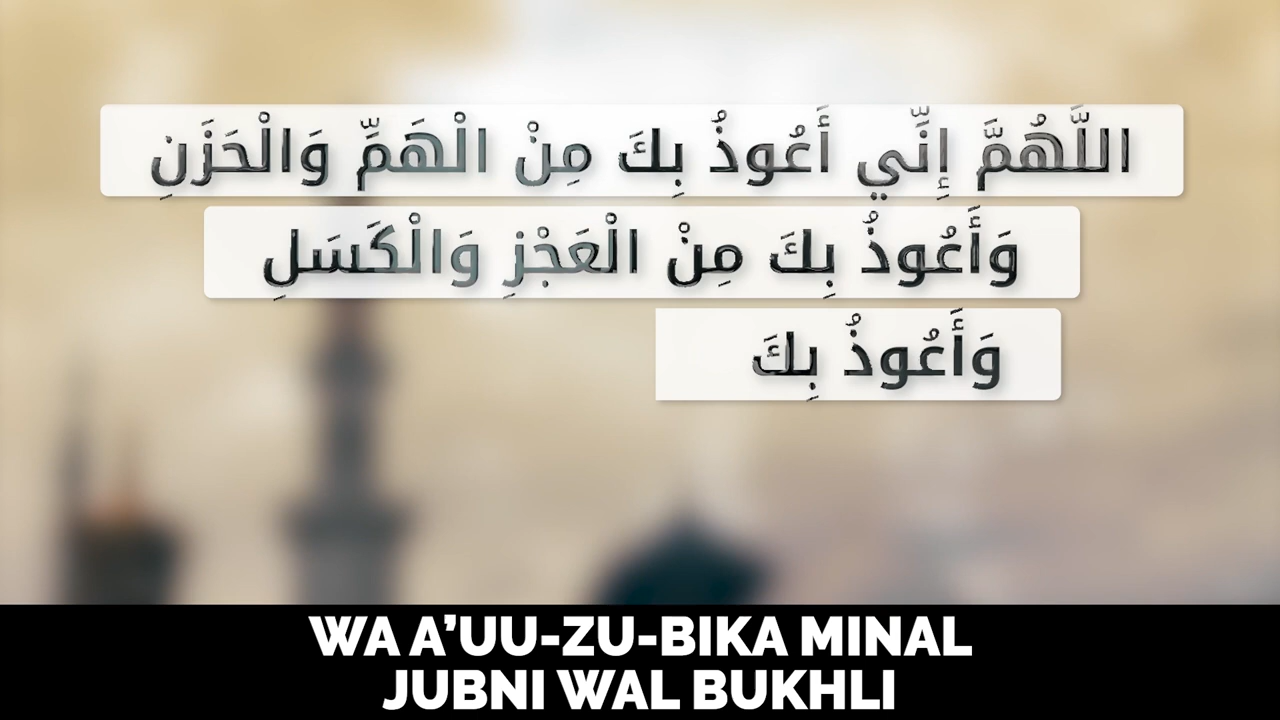 اللَّهُمَّ إِنِّي أَعُوذُ بِكَ مِنْ الْهَمِّ وَالْحَزَنِ
وَأَعُوذُ بِكَ مِنْ الْعَجْزِ وَالْكَسَلِ
وَأَعُوذُ بِكَ
WA A’UU-ZU-BIKA MINAL
JUBNI WAL BUKHLI